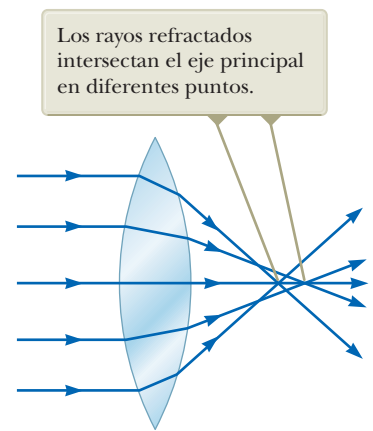 Los rayos refractados
intersectan el eje principal
en diferentes puntos.